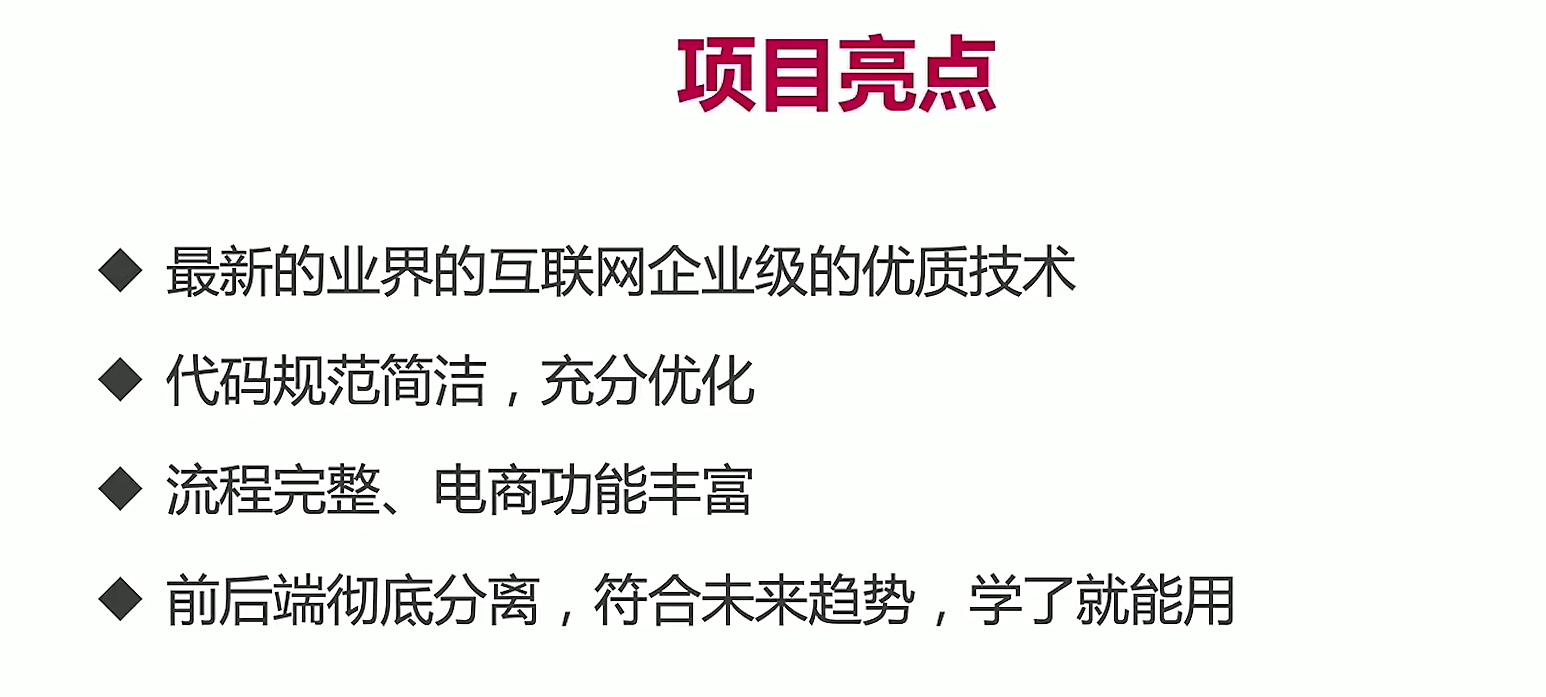 项目亮点
◆ 最新的业界的互联网企业级的优质技术
◆ 代码规范简洁，充分优化
◆ 流程完整、电商功能丰富
◆ 前后端彻底分离，符合未来趋势，学了就能用